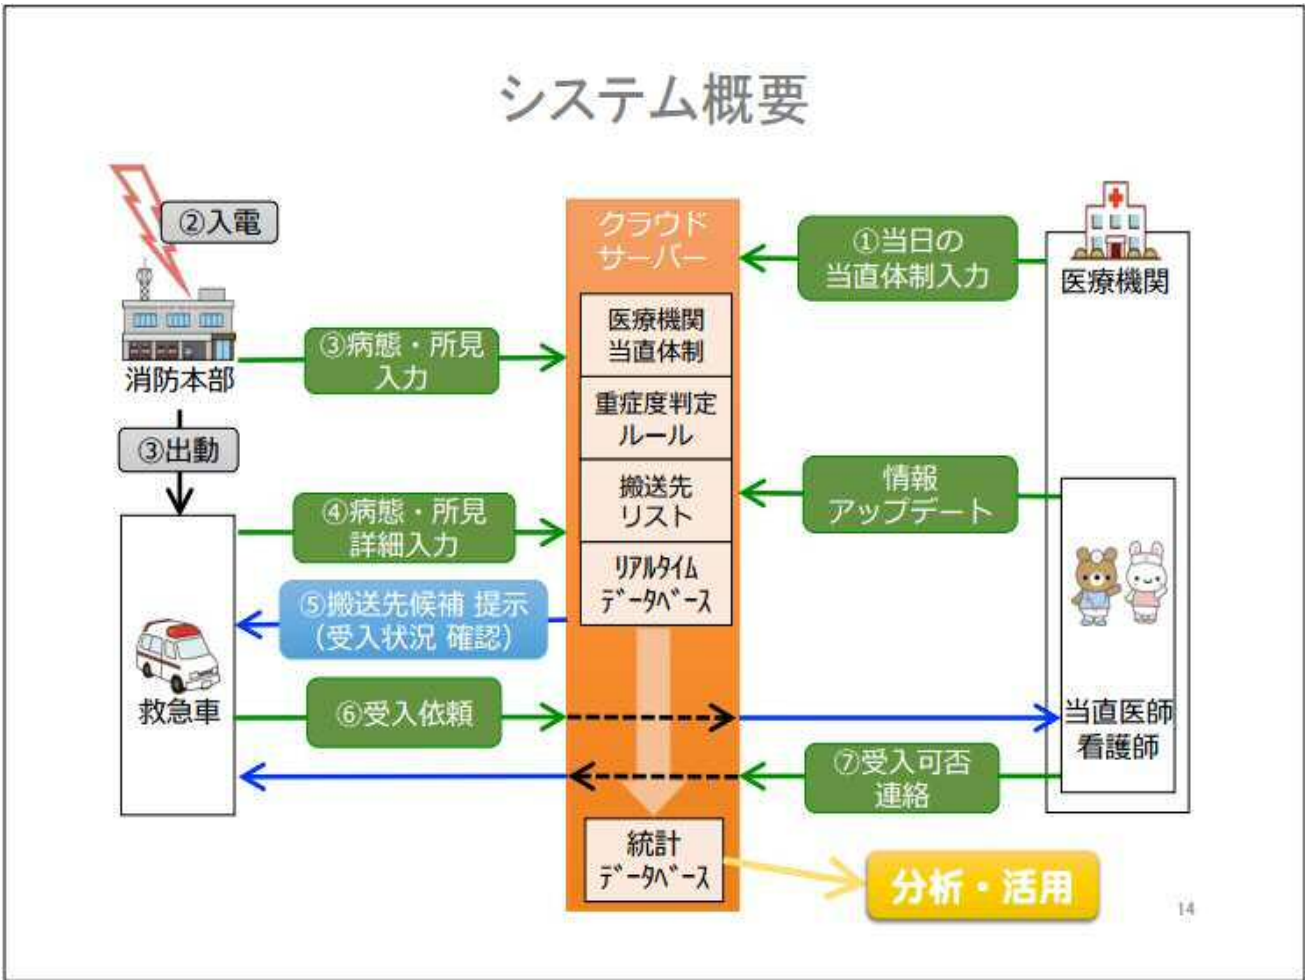 システム概要
②入電
消防本部
③病態・所見
入力
③出動
④病態・所見
詳細入力
⑤搬送先候補 提示
（受入状況 確認）
救急車
⑥受入依頼
クラウド
サーバー
医療機関
当直体制
重症度判定
ルール
搬送先
リスト
ﾘｱﾙﾀｲﾑ
ﾃﾞｰﾀﾍﾞｰｽ
統計
ﾃﾞｰﾀﾍﾞｰｽ
①当日の
当直体制入力
医療機関
情報
アップデート
当直医師
看護師
⑦受入可否
連絡
分析・活用
14